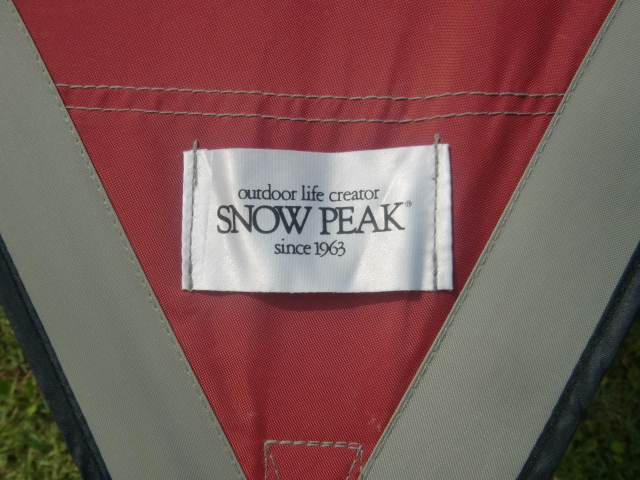 outdoor life creator
SNOW PEAK®
since 1963